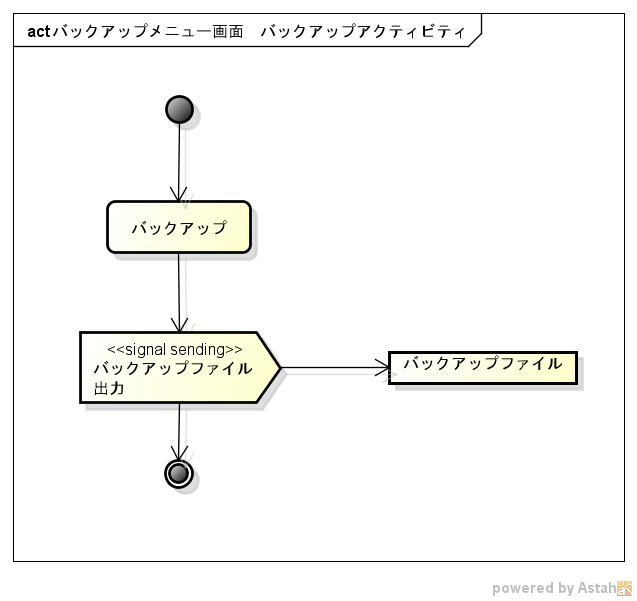 act バックアップメニュー画面　バックアップアクティビティ
バックアップ
<<signal sending>>
バックアップファイル
出力
バックアップファイル
powered by Astah